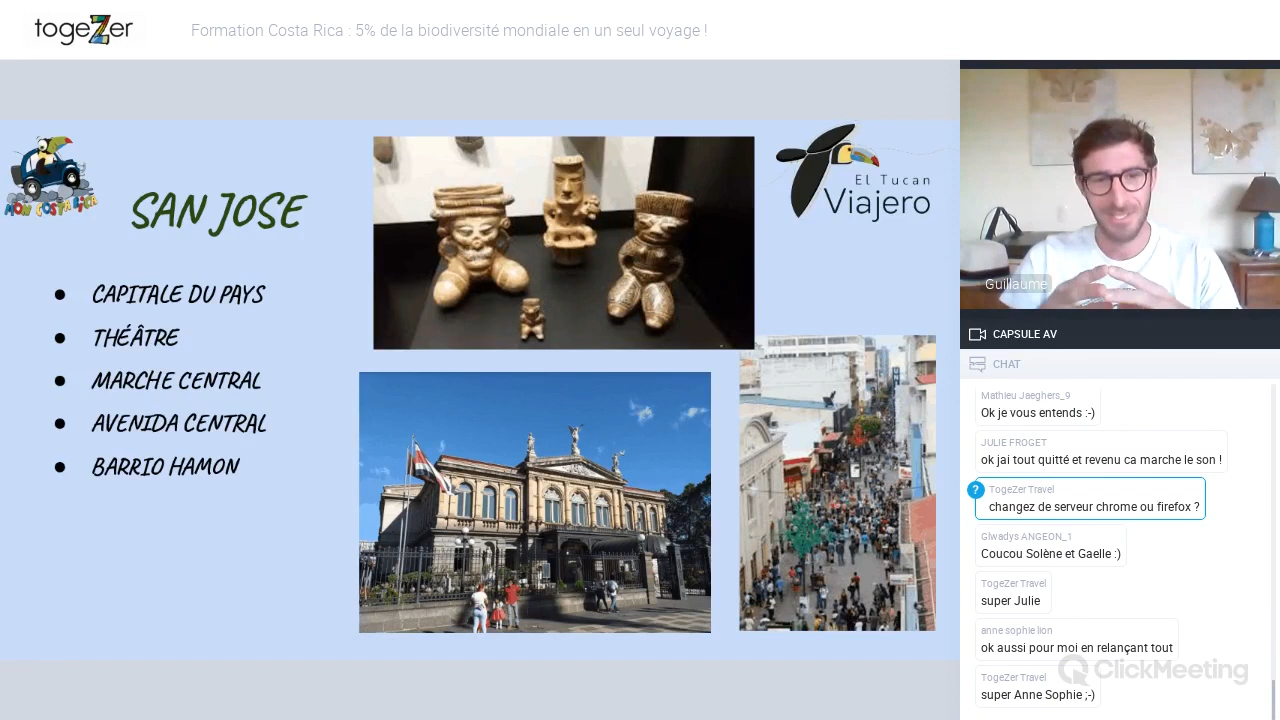 togeZer
Formation Costa Rica : 5% de la biodiversité mondiale en un seul voyage !
MON COSTA RICA
SAN JOSE
El Tucan
Viajero
● CAPITALE DU PAYS
● THÉÂTRE
● MARCHE CENTRAL
● AVENIDA CENTRAL
● BARRIO HAMON
Guillaume
CAPSULE AV
CHAT
Mathieu Jaeghers_9
Ok je vous entends :-)
JULIE FROGET
ok jai tout quitté et revenu ca marche le son !
?
TogeZer Travel
changez de serveur chrome ou firefox ?
Glwadys ANGEON_1
Coucou Solène et Gaelle :)
TogeZer Travel
super Julie
anne sophie lion
ok aussi pour moi en relançant tout
ClickMeeting
TogeZer Travel
super Anne Sophie ;-)